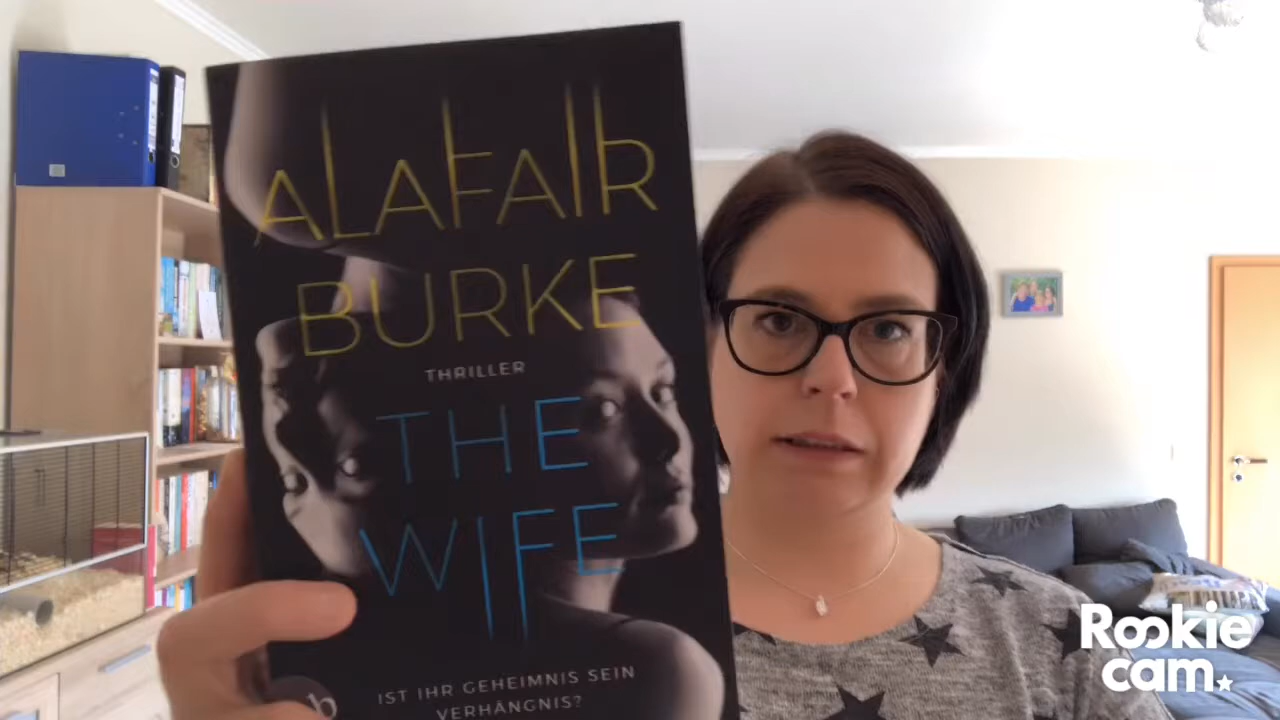 ALAFAIR
BURKE
THRILLER
THE
WIFE
IST IHR GEHEIMNIS SEIN
VERHÄNGNIS?
b
Rookie
cam.